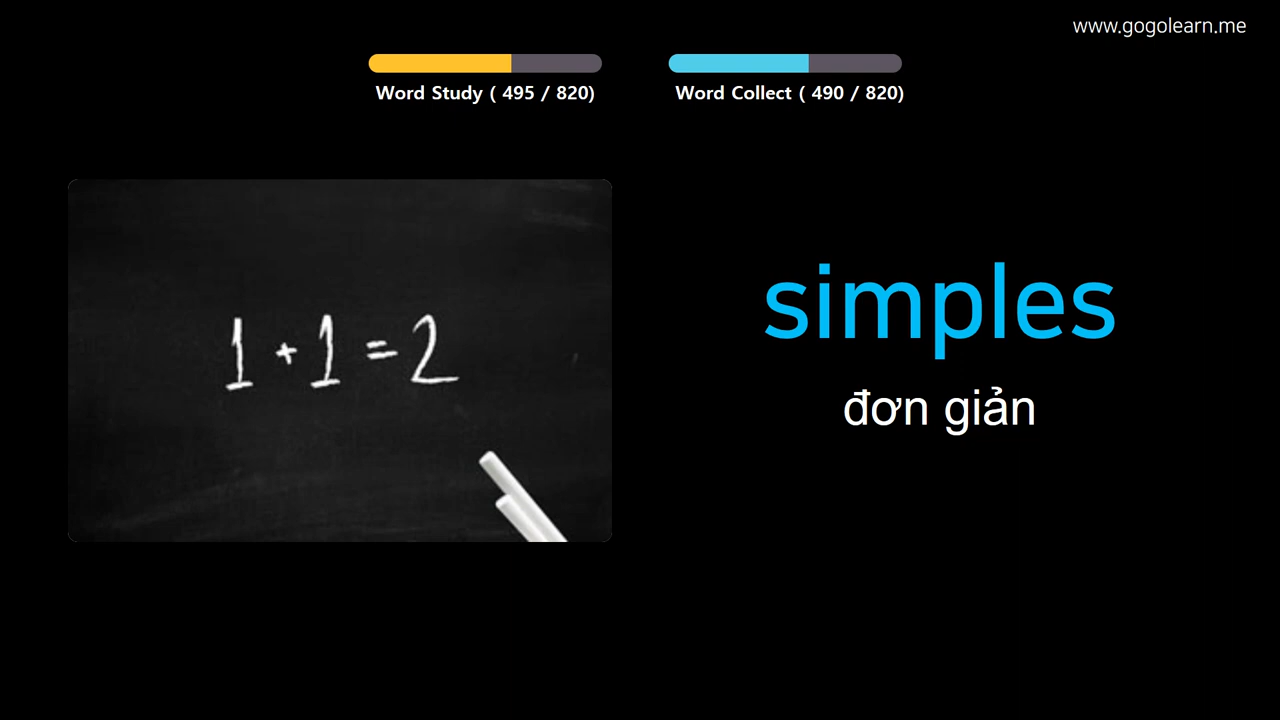 www.gogolearn.me
Word Study ( 495 / 820)
Word Collect ( 490 / 820)
1 + 1 = 2
simples
đơn giản